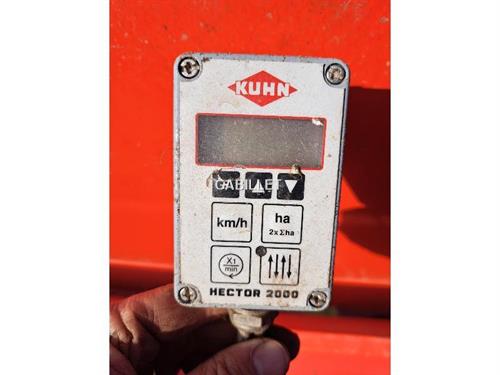 KUHN
GABILLET
km/h ha
2x Σha
X1
min
HECTOR 2000